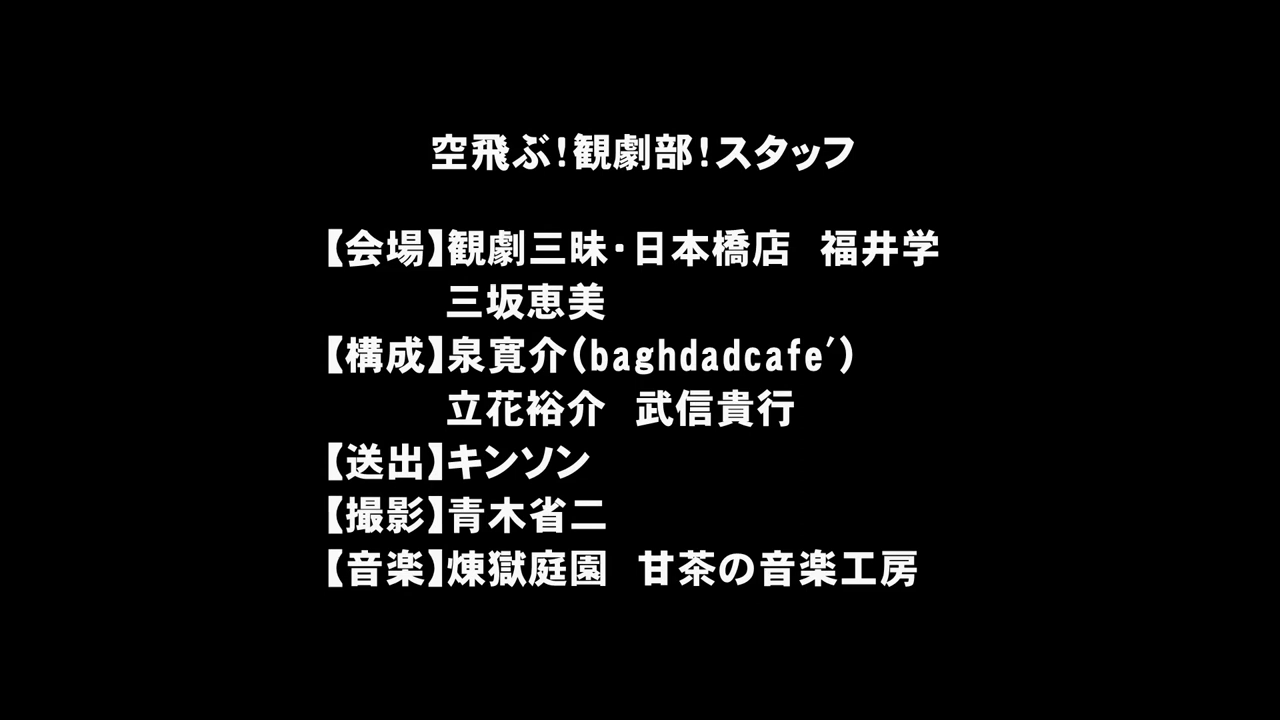 空飛ぶ！観劇部！スタッフ
【会場】観劇三昧・日本橋店　福井学
三坂恵美
【構成】泉寛介（baghdadcafe'）
立花裕介　武信貴行
【送出】キンソン
【撮影】青木省二
【音楽】煉獄庭園　甘茶の音楽工房